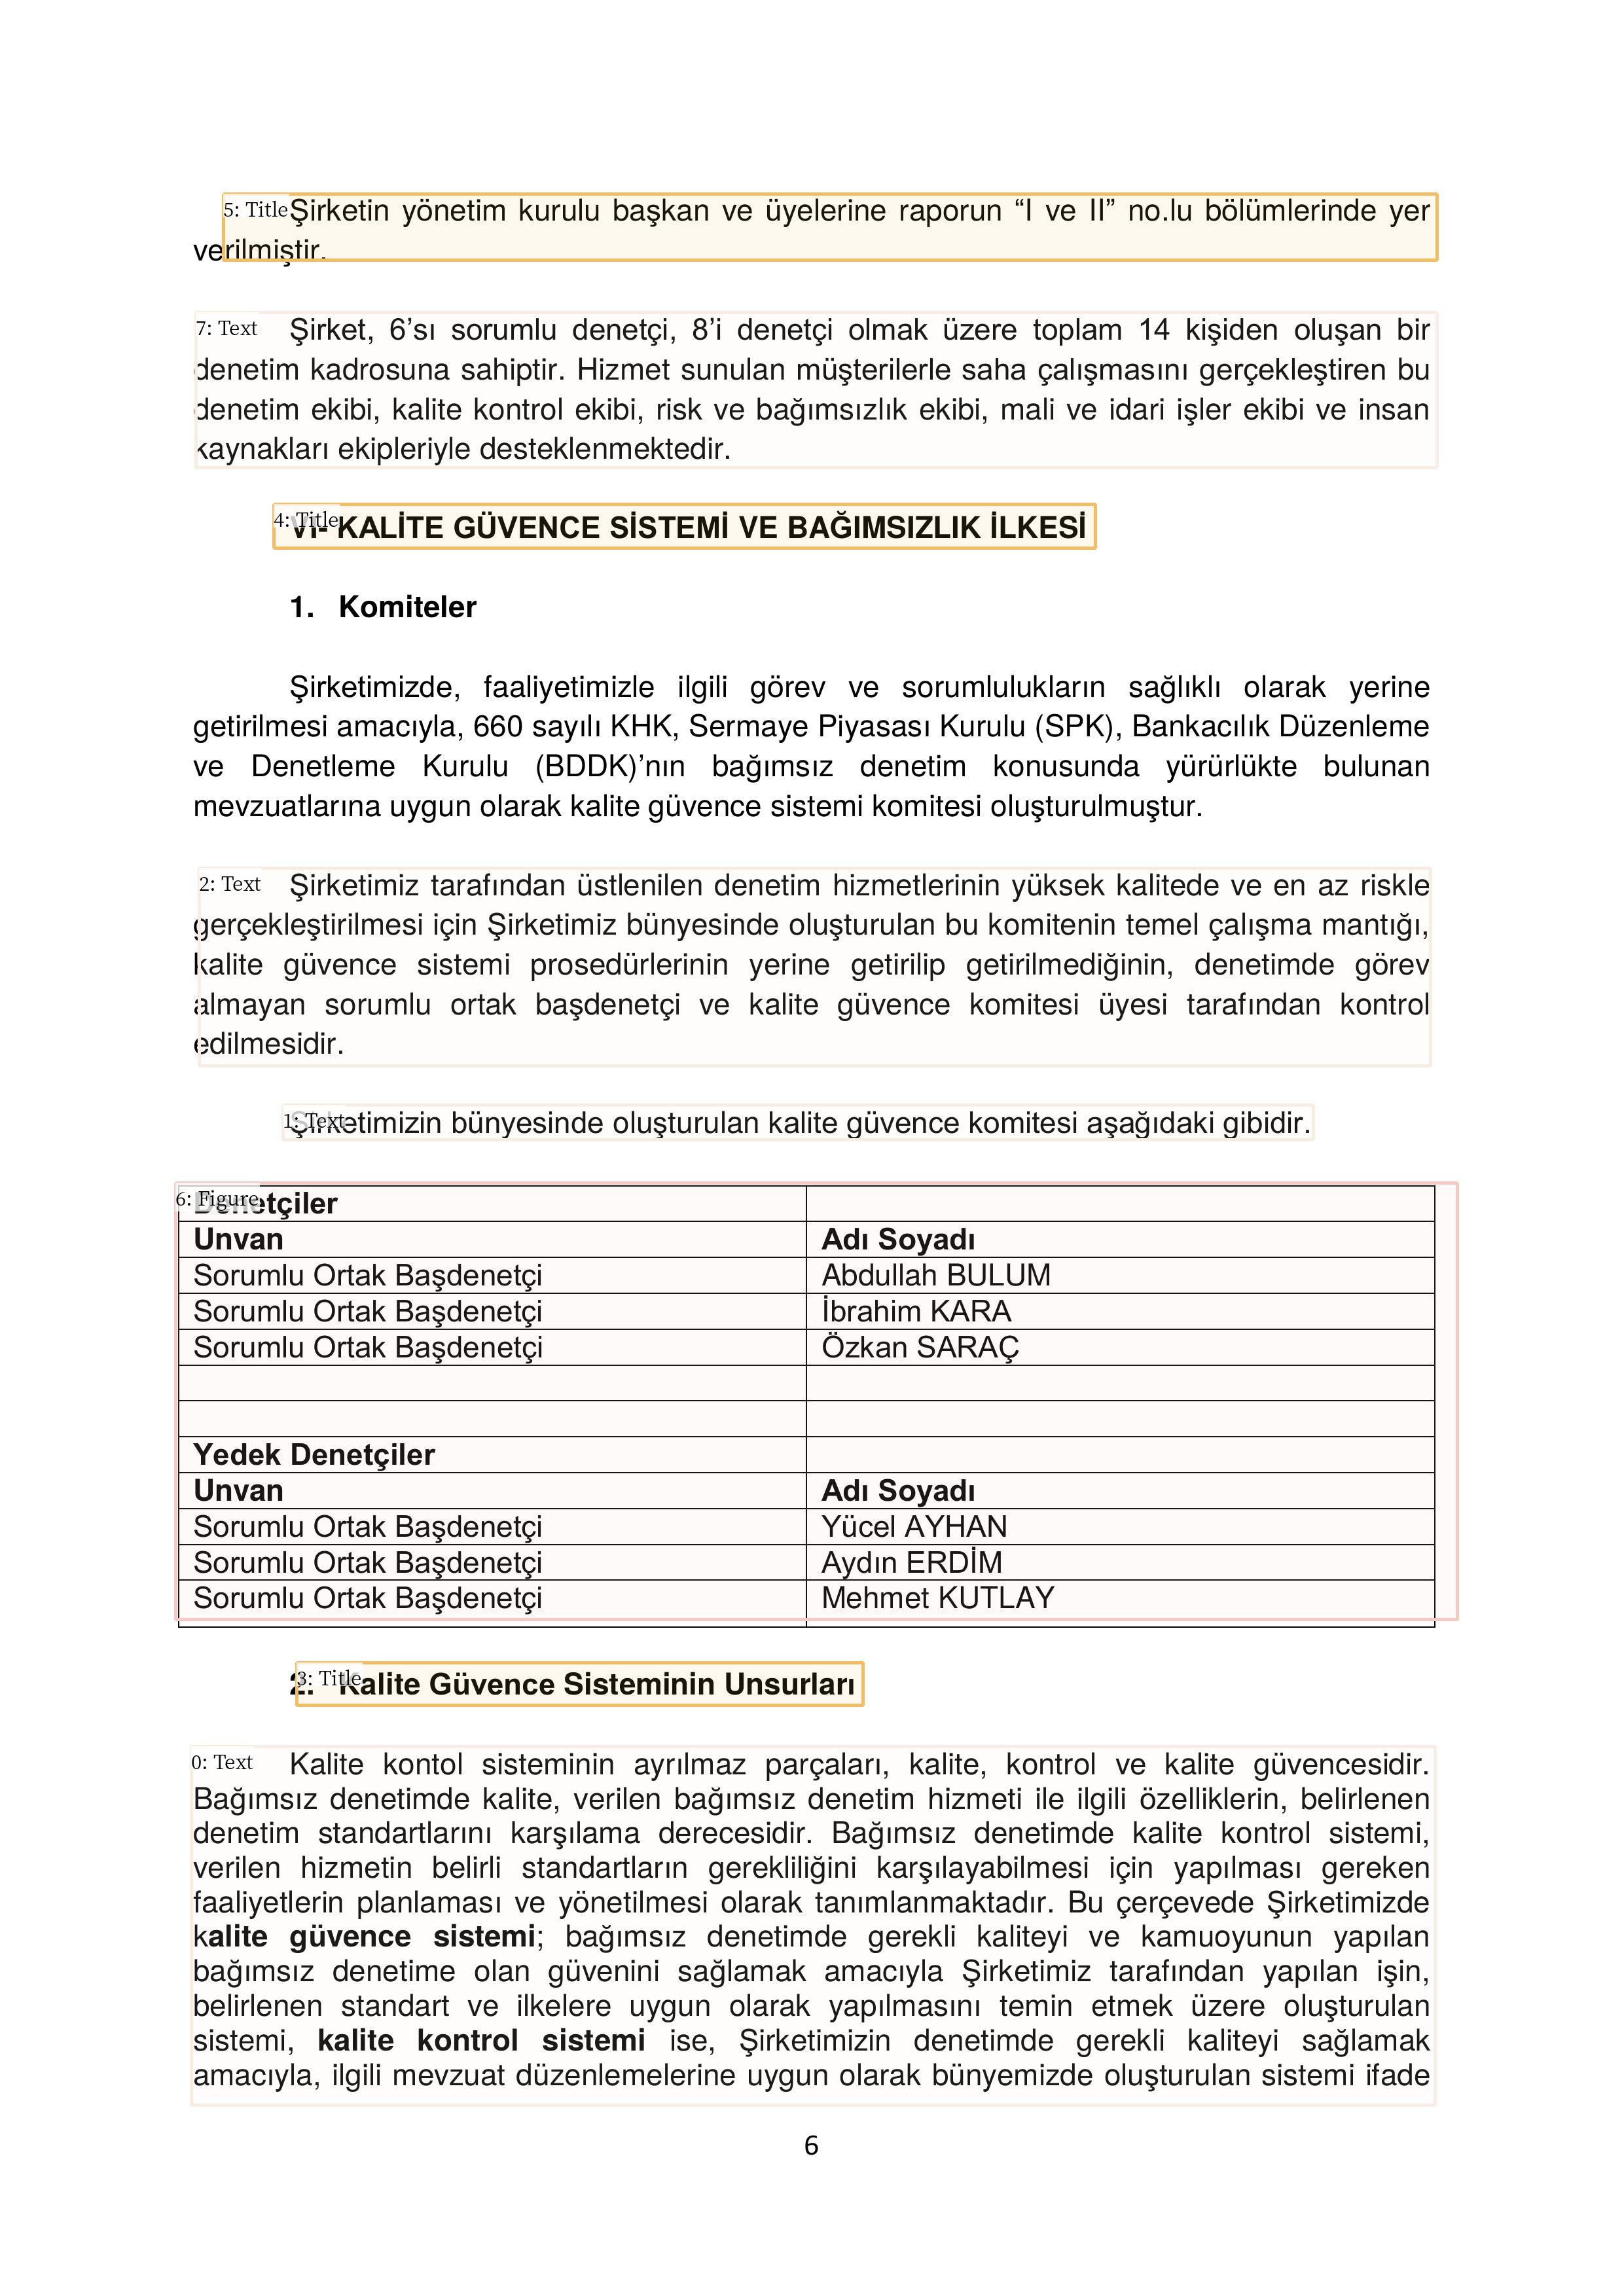 5: Title Şirketin yönetim kurulu başkan ve üyelerine raporun “I ve II” no.lu bölümlerinde yer
verilmiştir.
7: Text Şirket, 6’sı sorumlu denetçi, 8’i denetçi olmak üzere toplam 14 kişiden oluşan bir
denetim kadrosuna sahiptir. Hizmet sunulan müşterilerle saha çalışmasını gerçekleştiren bu
denetim ekibi, kalite kontrol ekibi, risk ve bağımsızlık ekibi, mali ve idari işler ekibi ve insan
kaynakları ekipleriyle desteklenmektedir.
4: Title
VI- KALİTE GÜVENCE SİSTEMİ VE BAĞIMSIZLIK İLKESİ
1. Komiteler
Şirketimizde, faaliyetimizle ilgili görev ve sorumlulukların sağlıklı olarak yerine
getirilmesi amacıyla, 660 sayılı KHK, Sermaye Piyasası Kurulu (SPK), Bankacılık Düzenleme
ve Denetleme Kurulu (BDDK)’nın bağımsız denetim konusunda yürürlükte bulunan
mevzuatlarına uygun olarak kalite güvence sistemi komitesi oluşturulmuştur.
2: Text Şirketimiz tarafından üstlenilen denetim hizmetlerinin yüksek kalitede ve en az riskle
gerçekleştirilmesi için Şirketimiz bünyesinde oluşturulan bu komitenin temel çalışma mantığı,
kalite güvence sistemi prosedürlerinin yerine getirilip getirilmediğinin, denetimde görev
almayan sorumlu ortak başdenetçi ve kalite güvence komitesi üyesi tarafından kontrol
edilmesidir.
1: Text
Şirketimizin bünyesinde oluşturulan kalite güvence komitesi aşağıdaki gibidir.
6: Figure
Denetçiler
Unvan Adı Soyadı
Sorumlu Ortak Başdenetçi Abdullah BULUM
Sorumlu Ortak Başdenetçi İbrahim KARA
Sorumlu Ortak Başdenetçi Özkan SARAÇ
Yedek Denetçiler
Unvan Adı Soyadı
Sorumlu Ortak Başdenetçi Yücel AYHAN
Sorumlu Ortak Başdenetçi Aydın ERDİM
Sorumlu Ortak Başdenetçi Mehmet KUTLAY
3: Title
2. Kalite Güvence Sisteminin Unsurları
0: Text Kalite kontol sisteminin ayrılmaz parçaları, kalite, kontrol ve kalite güvencesidir.
Bağımsız denetimde kalite, verilen bağımsız denetim hizmeti ile ilgili özelliklerin, belirlenen
denetim standartlarını karşılama derecesidir. Bağımsız denetimde kalite kontrol sistemi,
verilen hizmetin belirli standartların gerekliliğini karşılayabilmesi için yapılması gereken
faaliyetlerin planlaması ve yönetilmesi olarak tanımlanmaktadır. Bu çerçevede Şirketimizde
kalite güvence sistemi; bağımsız denetimde gerekli kaliteyi ve kamuoyunun yapılan
bağımsız denetime olan güvenini sağlamak amacıyla Şirketimiz tarafından yapılan işin,
belirlenen standart ve ilkelere uygun olarak yapılmasını temin etmek üzere oluşturulan
sistemi, kalite kontrol sistemi ise, Şirketimizin denetimde gerekli kaliteyi sağlamak
amacıyla, ilgili mevzuat düzenlemelerine uygun olarak bünyemizde oluşturulan sistemi ifade
6